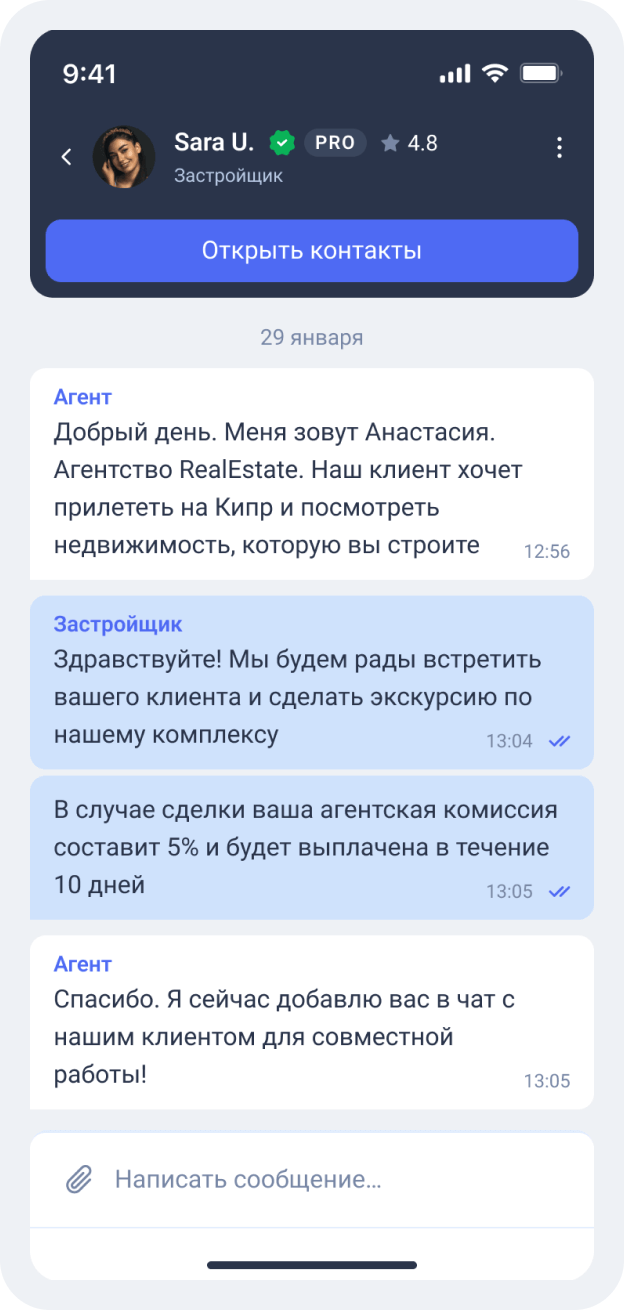 9:41
Sara U. PRO 4.8
Застройщик
Открыть контакты
29 января
Агент
Добрый день. Меня зовут Анастасия.
Агентство RealEstate. Наш клиент хочет
прилететь на Кипр и посмотреть
недвижимость, которую вы строите 12:56
Застройщик
Здравствуйте! Мы будем рады встретить
вашего клиента и сделать экскурсию по
нашему комплексу 13:04
В случае сделки ваша агентская комиссия
составит 5% и будет выплачена в течение
10 дней 13:05
Агент
Спасибо. Я сейчас добавлю вас в чат с
нашим клиентом для совместной
работы! 13:05
Написать сообщение...